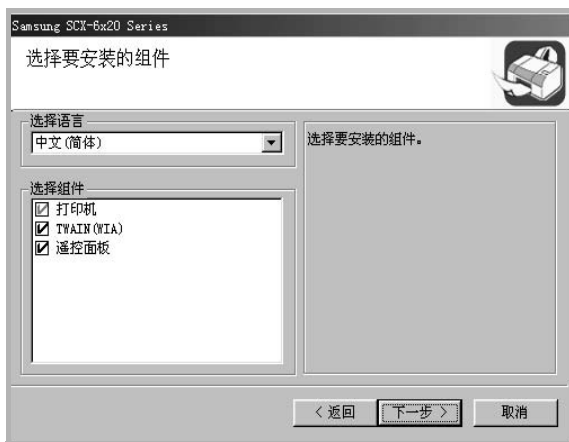 Samsung SCX-6x20 Series
选择要安装的组件
选择语言
中文(简体)
选择要安装的组件。
选择组件
打印机
TWAIN(WIA)
遥控面板
< 返回
下一步 >
取消